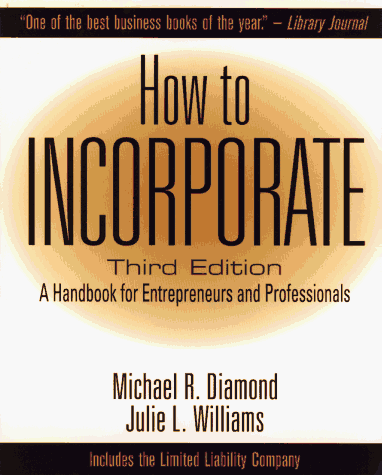 "One of the best business books of the year." – Library Journal
How to
INCORPORATE
Third Edition
A Handbook for Entrepreneurs and Professionals
Michael R. Diamond
Julie L. Williams
Includes the Limited Liability Company